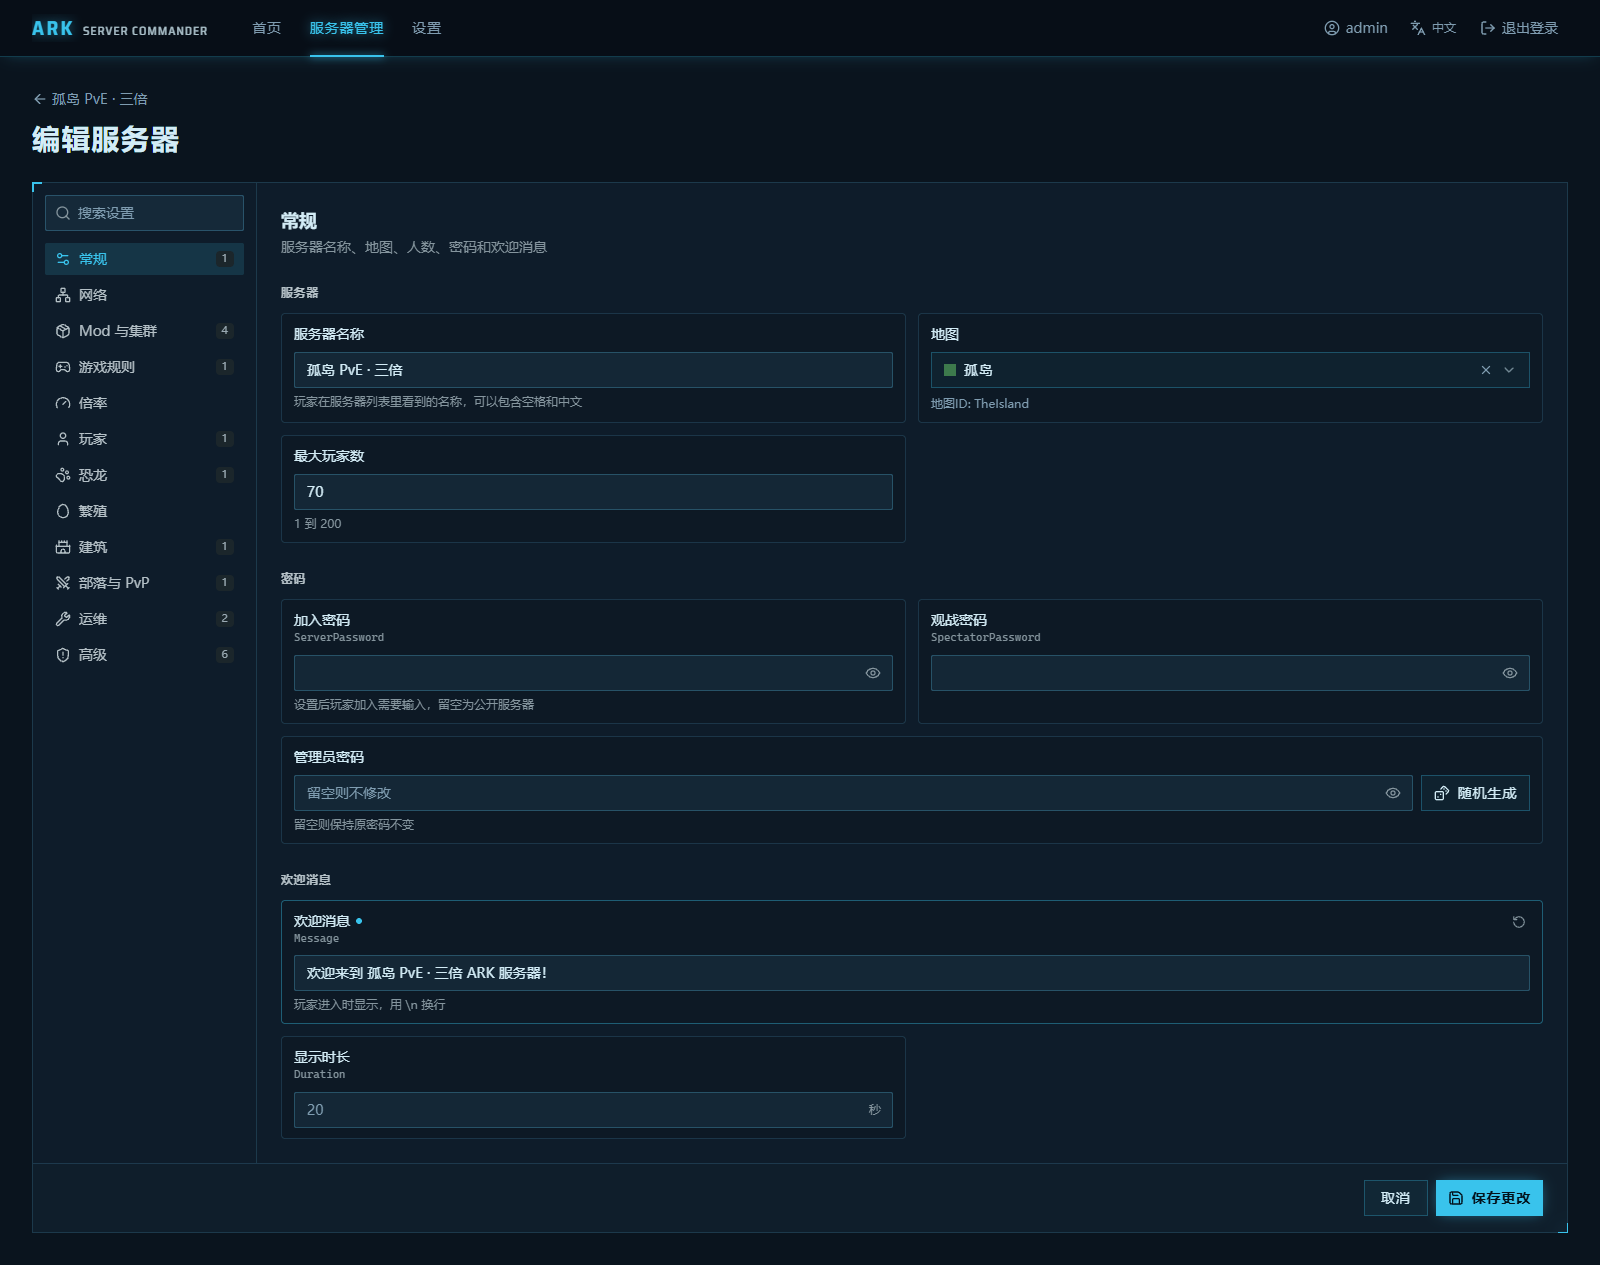 ARK SERVER COMMANDER
首页
服务器管理
设置
admin
中文
退出登录
孤岛 PvE · 三倍
编辑服务器
搜索设置
常规 1
网络
Mod 与集群 4
游戏规则 1
倍率
玩家 1
恐龙 1
繁殖
建筑 1
部落与 PvP 1
运维 2
高级 6
常规
服务器名称、地图、人数、密码和欢迎消息
服务器
服务器名称
孤岛 PvE · 三倍
玩家在服务器列表里看到的名称，可以包含空格和中文
地图
孤岛
地图ID: TheIsland
最大玩家数
70
1 到 200
密码
加入密码
ServerPassword
设置后玩家加入需要输入，留空为公开服务器
观战密码
SpectatorPassword
管理员密码
留空则不修改
随机生成
留空则保持原密码不变
欢迎消息
欢迎消息
Message
欢迎来到 孤岛 PvE · 三倍 ARK 服务器！
玩家进入时显示，用 \n 换行
显示时长
Duration
20 秒
取消
保存更改